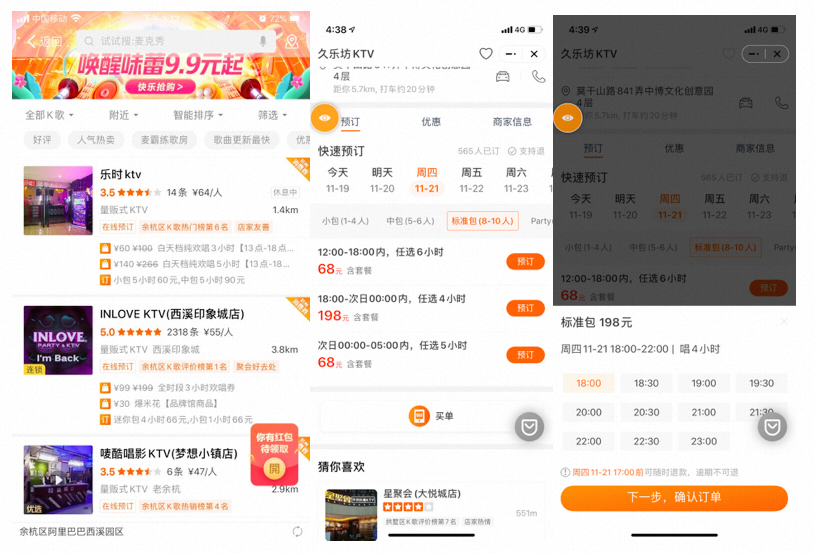 中国移动
72%
返回
试试搜:麦克秀
唤醒味蕾9.9元起
快乐抢购>
全部K歌
附近
智能排序
筛选
好评
人气热卖
麦霸练歌房
歌曲更新最快
优惠
乐时ktv
3.5 14条 ¥64/人
休息中
量贩式KTV
1.4km
在线预订 余杭区K歌热门榜第6名 店家友善
¥60 ¥100 白天档纯欢唱3小时【13点-18点...
¥140 ¥266 白天档纯欢唱5小时【13点-18...
订 小包5小时60元,中包5小时90元
INLOVE KTV(西溪印象城店)
5.0 2318条 ¥55/人
量贩式KTV 西溪印象城
3.8km
在线预订 余杭区K歌评价榜第1名 聚会好去处
INLOVE
PARTY & KTV
I'm Back
连锁
¥99 ¥199 全时段3小时欢唱券
¥30 爆米花【品牌馆商品】
订 迷你包4小时66元,小包1小时66元
唛酷唱影KTV(梦想小镇店)
3.5 6条 ¥47/人
量贩式KTV 老余杭
2.9km
在线预订 余杭区K歌热销榜第4名
优选
你有红包
待领取
開
余杭区阿里巴巴西溪园区
4:38
4G
久乐坊KTV
4层
距你5.7km, 打车约20分钟
预订
优惠
商家信息
快速预订
565人已订
支持退
今天
明天
周四
周五
周六
周
11-19
11-20
11-21
11-22
11-23
小包(1-4人)
中包(5-6人)
标准包(8-10人)
Party
12:00-18:00内，任选6小时
68元 含套餐
预订
18:00-次日00:00内，任选4小时
198元 含套餐
预订
次日00:00-05:00内，任选5小时
68元 含套餐
预订
买单
猜你喜欢
星聚会 (大悦城店)
拱墅区K歌评价榜第7名 店家热情
551m
4:39
4G
久乐坊KTV
莫干山路841弄中博文化创意园
4层
距你5.7km, 打车约20分钟
预订
优惠
商家信息
快速预订
565人已订
支持退
今天
明天
周四
周五
周六
周
11-19
11-20
11-21
11-22
11-23
小包(1-4人)
中包(5-6人)
标准包(8-10人)
Party
12:00-18:00内，任选6小时
68元 含套餐
预订
标准包 198元
周四11-21 18:00-22:00 | 唱4小时
18:00
18:30
19:00
19:30
20:00
20:30
21:00
21:30
22:00
22:30
23:00
周四11-21 17:00前可随时退款，逾期不可退
下一步，确认订单